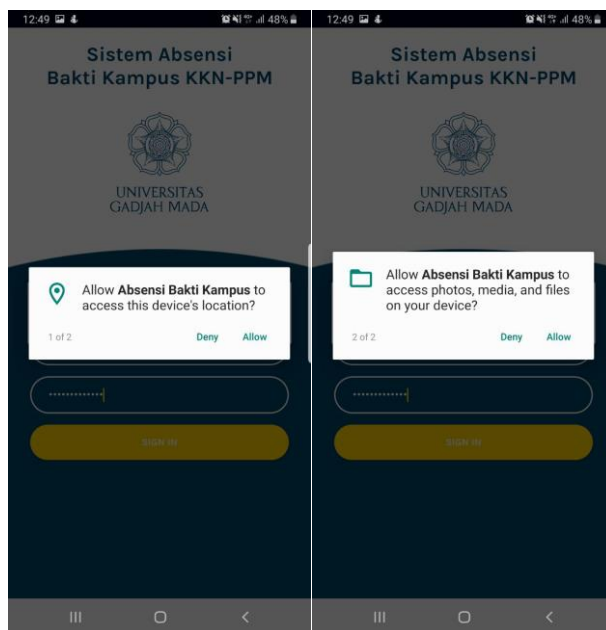 12:49
48%
Sistem Absensi
Bakti Kampus KKN-PPM
UNIVERSITAS
GADJAH MADA
Allow Absensi Bakti Kampus to
access this device's location?
1 of 2
Deny
Allow
SIGN IN
12:49
48%
Sistem Absensi
Bakti Kampus KKN-PPM
UNIVERSITAS
GADJAH MADA
Allow Absensi Bakti Kampus to
access photos, media, and files
on your device?
2 of 2
Deny
Allow
SIGN IN